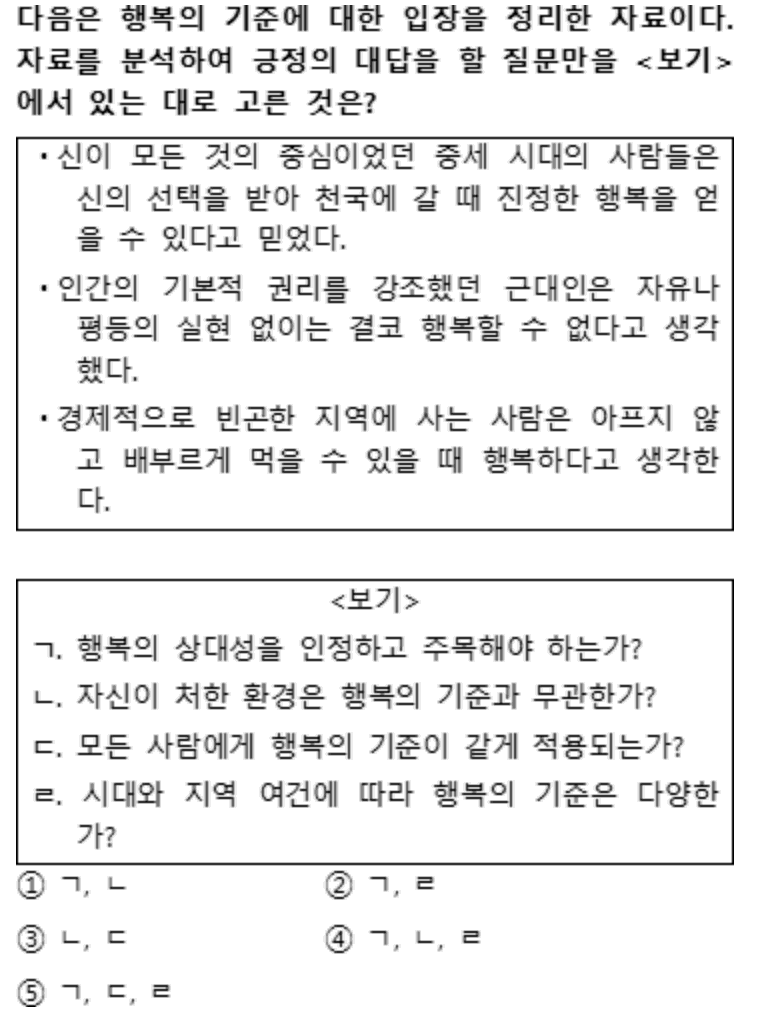 다음은 행복의 기준에 대한 입장을 정리한 자료이다.
자료를 분석하여 긍정의 대답을 할 질문만을 <보기>
에서 있는 대로 고른 것은?
・신이 모든 것의 중심이었던 중세 시대의 사람들은
신의 선택을 받아 천국에 갈 때 진정한 행복을 얻
을 수 있다고 믿었다.
・인간의 기본적 권리를 강조했던 근대인은 자유나
평등의 실현 없이는 결코 행복할 수 없다고 생각
했다.
・경제적으로 빈곤한 지역에 사는 사람은 아프지 않
고 배부르게 먹을 수 있을 때 행복하다고 생각한
다.
<보기>
ㄱ. 행복의 상대성을 인정하고 주목해야 하는가?
ㄴ. 자신이 처한 환경은 행복의 기준과 무관한가?
ㄷ. 모든 사람에게 행복의 기준이 같게 적용되는가?
ㄹ. 시대와 지역 여건에 따라 행복의 기준은 다양한
가?
① ㄱ, ㄴ ② ㄱ, ㄹ
③ ㄴ, ㄷ ④ ㄱ, ㄴ, ㄹ
⑤ ㄱ, ㄷ, ㄹ